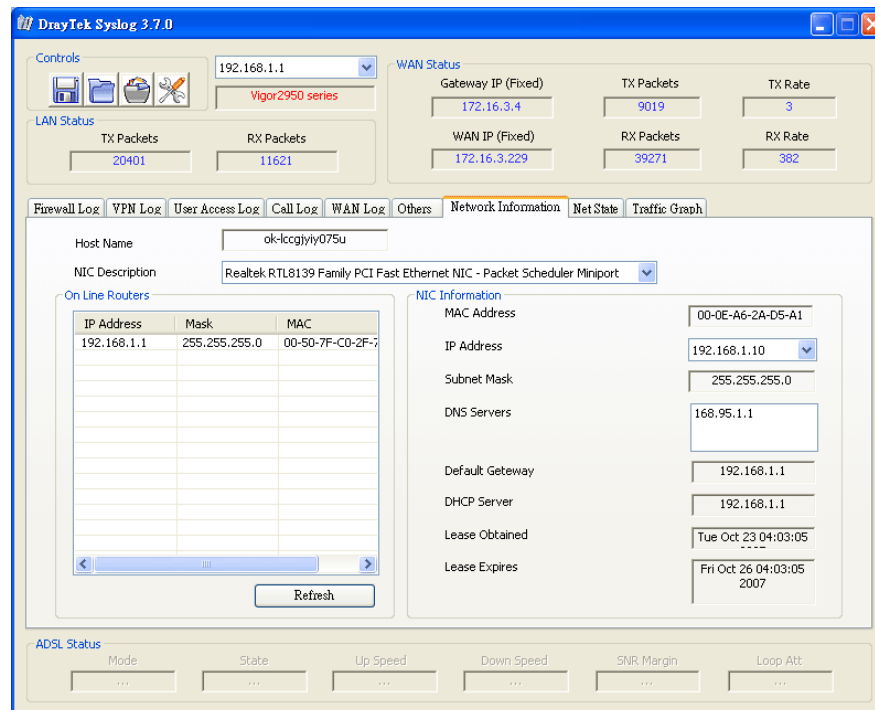 DrayTek Syslog 3.7.0
Controls
192.168.1.1
Vigor2950 series
WAN Status
Gateway IP (Fixed) TX Packets TX Rate
172.16.3.4 9019 3
WAN IP (Fixed) RX Packets RX Rate
172.16.3.229 39271 382
LAN Status
TX Packets RX Packets
20401 11621
Firewall Log VPN Log User Access Log Call Log WAN Log Others Network Information Net State Traffic Graph
Host Name ok-lccgjyiy075u
NIC Description Realtek RTL8139 Family PCI Fast Ethernet NIC - Packet Scheduler Miniport
On Line Routers
IP Address Mask MAC
192.168.1.1 255.255.255.0 00-50-7F-C0-2F-7
Refresh
NIC Information
MAC Address 00-0E-A6-2A-D5-A1
IP Address 192.168.1.10
Subnet Mask 255.255.255.0
DNS Servers 168.95.1.1
Default Geteway 192.168.1.1
DHCP Server 192.168.1.1
Lease Obtained Tue Oct 23 04:03:05
Lease Expires Fri Oct 26 04:03:05
2007
ADSL Status
Mode State Up Speed Down Speed SNR Margin Loop Att
... ... ... ... ... ...